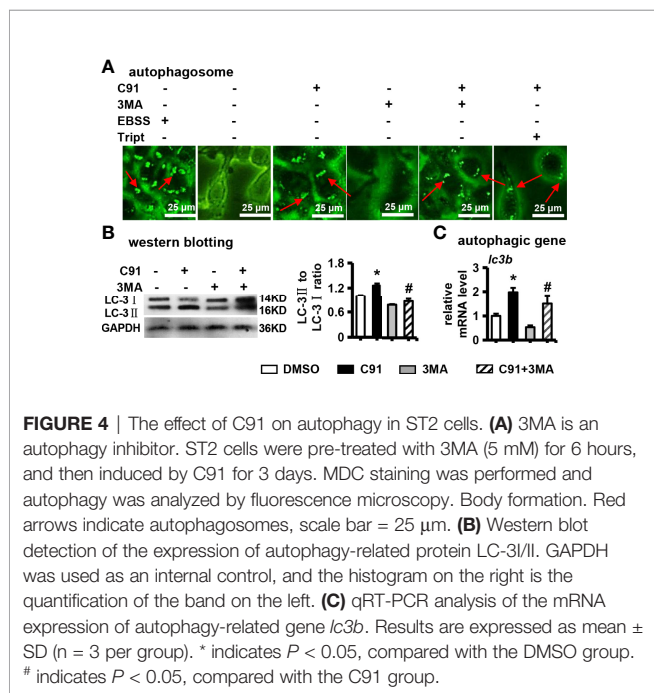 A autophagosome
C91 - - + - + +
3MA - - - + + -
EBSS + - - - - -
Tript - - - - - +
25 μm 25 μm 25 μm 25 μm 25 μm 25 μm
B western blotting
C91 - + - +
3MA - - + +
LC-3Ⅰ 14KD
LC-3Ⅱ 16KD
GAPDH 36KD
LC-3Ⅱ to
LC-3Ⅰ ratio
1.8
1.2
0.6
0
*
#
C autophagic gene
lc3b
relative
mRNA level
3
2
1
0
*
#
DMSO C91 3MA C91+3MA
FIGURE 4 | The effect of C91 on autophagy in ST2 cells. (A) 3MA is an
autophagy inhibitor. ST2 cells were pre-treated with 3MA (5 mM) for 6 hours,
and then induced by C91 for 3 days. MDC staining was performed and
autophagy was analyzed by fluorescence microscopy. Body formation. Red
arrows indicate autophagosomes, scale bar = 25 μm. (B) Western blot
detection of the expression of autophagy-related protein LC-3I/II. GAPDH
was used as an internal control, and the histogram on the right is the
quantification of the band on the left. (C) qRT-PCR analysis of the mRNA
expression of autophagy-related gene lc3b. Results are expressed as mean ±
SD (n = 3 per group). * indicates P < 0.05, compared with the DMSO group.
# indicates P < 0.05, compared with the C91 group.